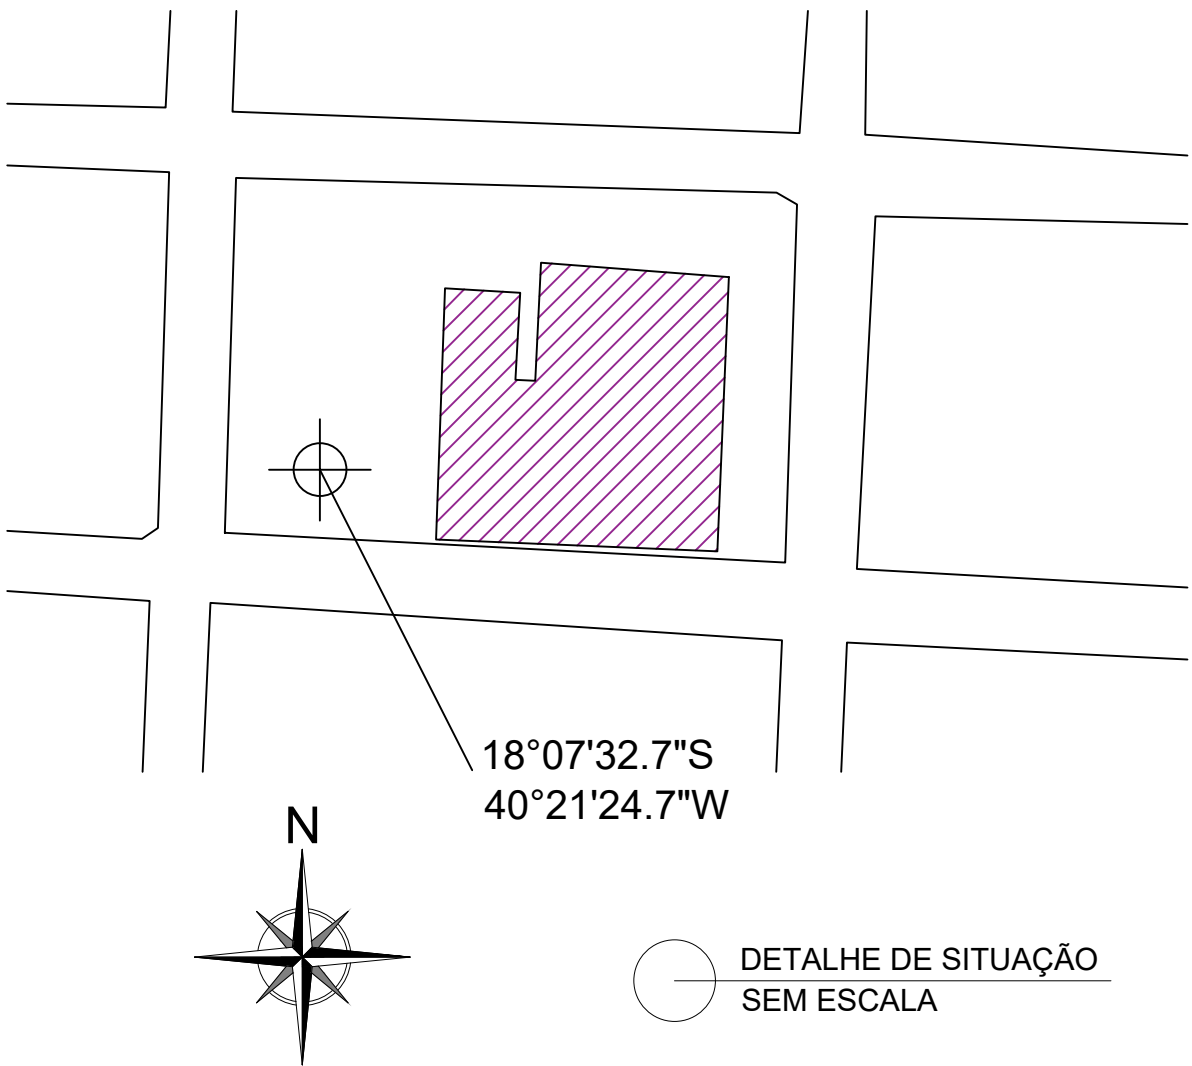 18°07'32.7"S
40°21'24.7"W
N
DETALHE DE SITUAÇÃO
SEM ESCALA